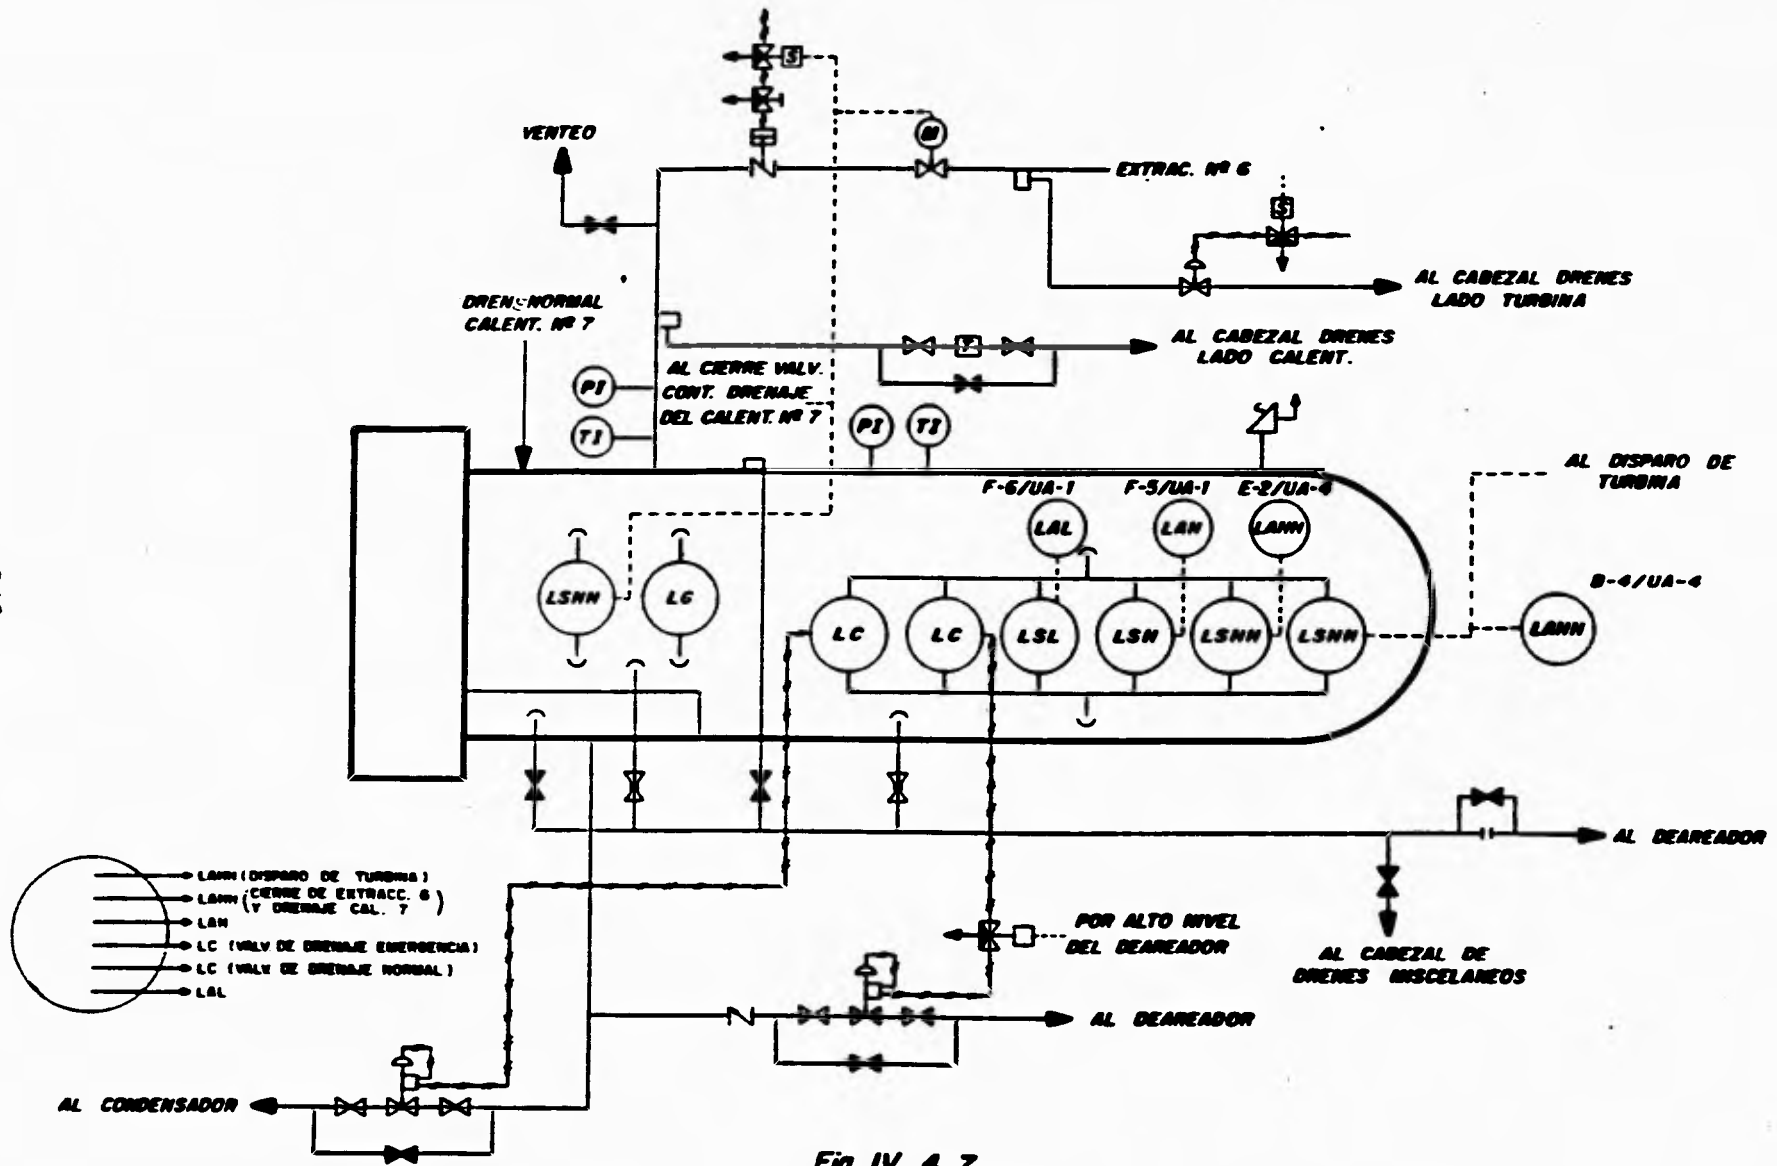 S
VENTEO
M
EXTRAC. Nº 6
S
AL CABEZAL DRENES
LADO TURBINA
DREN NORMAL
CALENT. Nº 7
AL CABEZAL DRENES
LADO CALENT.
T
PI
AL CIERRE VALV.
CONT. DRENAJE
DEL CALENT. Nº 7
TI
PI
TI
AL DISPARO DE
TURBINA
F-6/UA-1
F-5/UA-1
E-2/UA-4
LAL
LAH
LAHH
B-4/UA-4
LSHH
LG
LC
LC
LSL
LSH
LSHH
LSHH
LAHH
AL DEAREADOR
LAHH (DISPARO DE TURBINA)
LAHH (CIERRE DE EXTRACC. 6
Y DRENAJE CAL. 7)
LAH
LC (VALV DE DRENAJE EMERGENCIA)
LC (VALV DE DRENAJE NORMAL)
LAL
POR ALTO NIVEL
DEL DEAREADOR
AL CABEZAL DE
DRENES MISCELANEOS
AL DEAREADOR
AL CONDENSADOR
Fig. IV. 4. 7